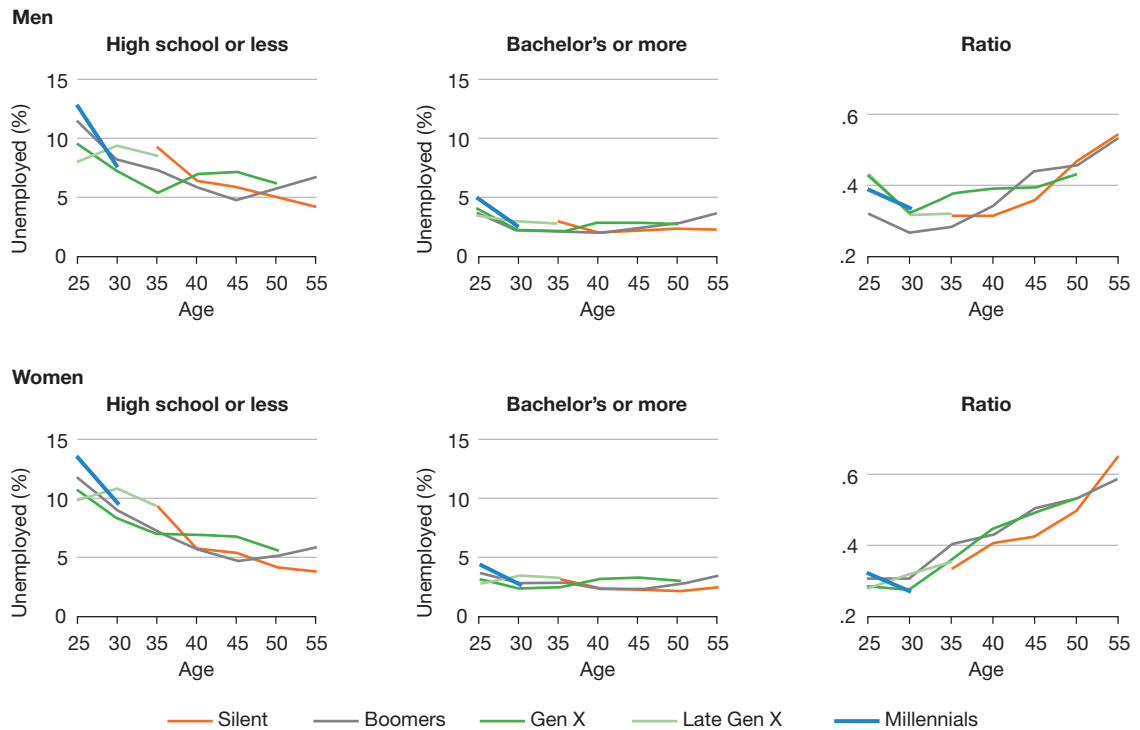 Men
High school or less
Bachelor's or more
Ratio
Unemployed (%)
15
10
5
0
25 30 35 40 45 50 55
Age
Unemployed (%)
15
10
5
0
25 30 35 40 45 50 55
Age
.6
.4
.2
25 30 35 40 45 50 55
Age
Women
High school or less
Bachelor's or more
Ratio
Unemployed (%)
15
10
5
0
25 30 35 40 45 50 55
Age
Unemployed (%)
15
10
5
0
25 30 35 40 45 50 55
Age
.6
.4
.2
25 30 35 40 45 50 55
Age
Silent Boomers Gen X Late Gen X Millennials